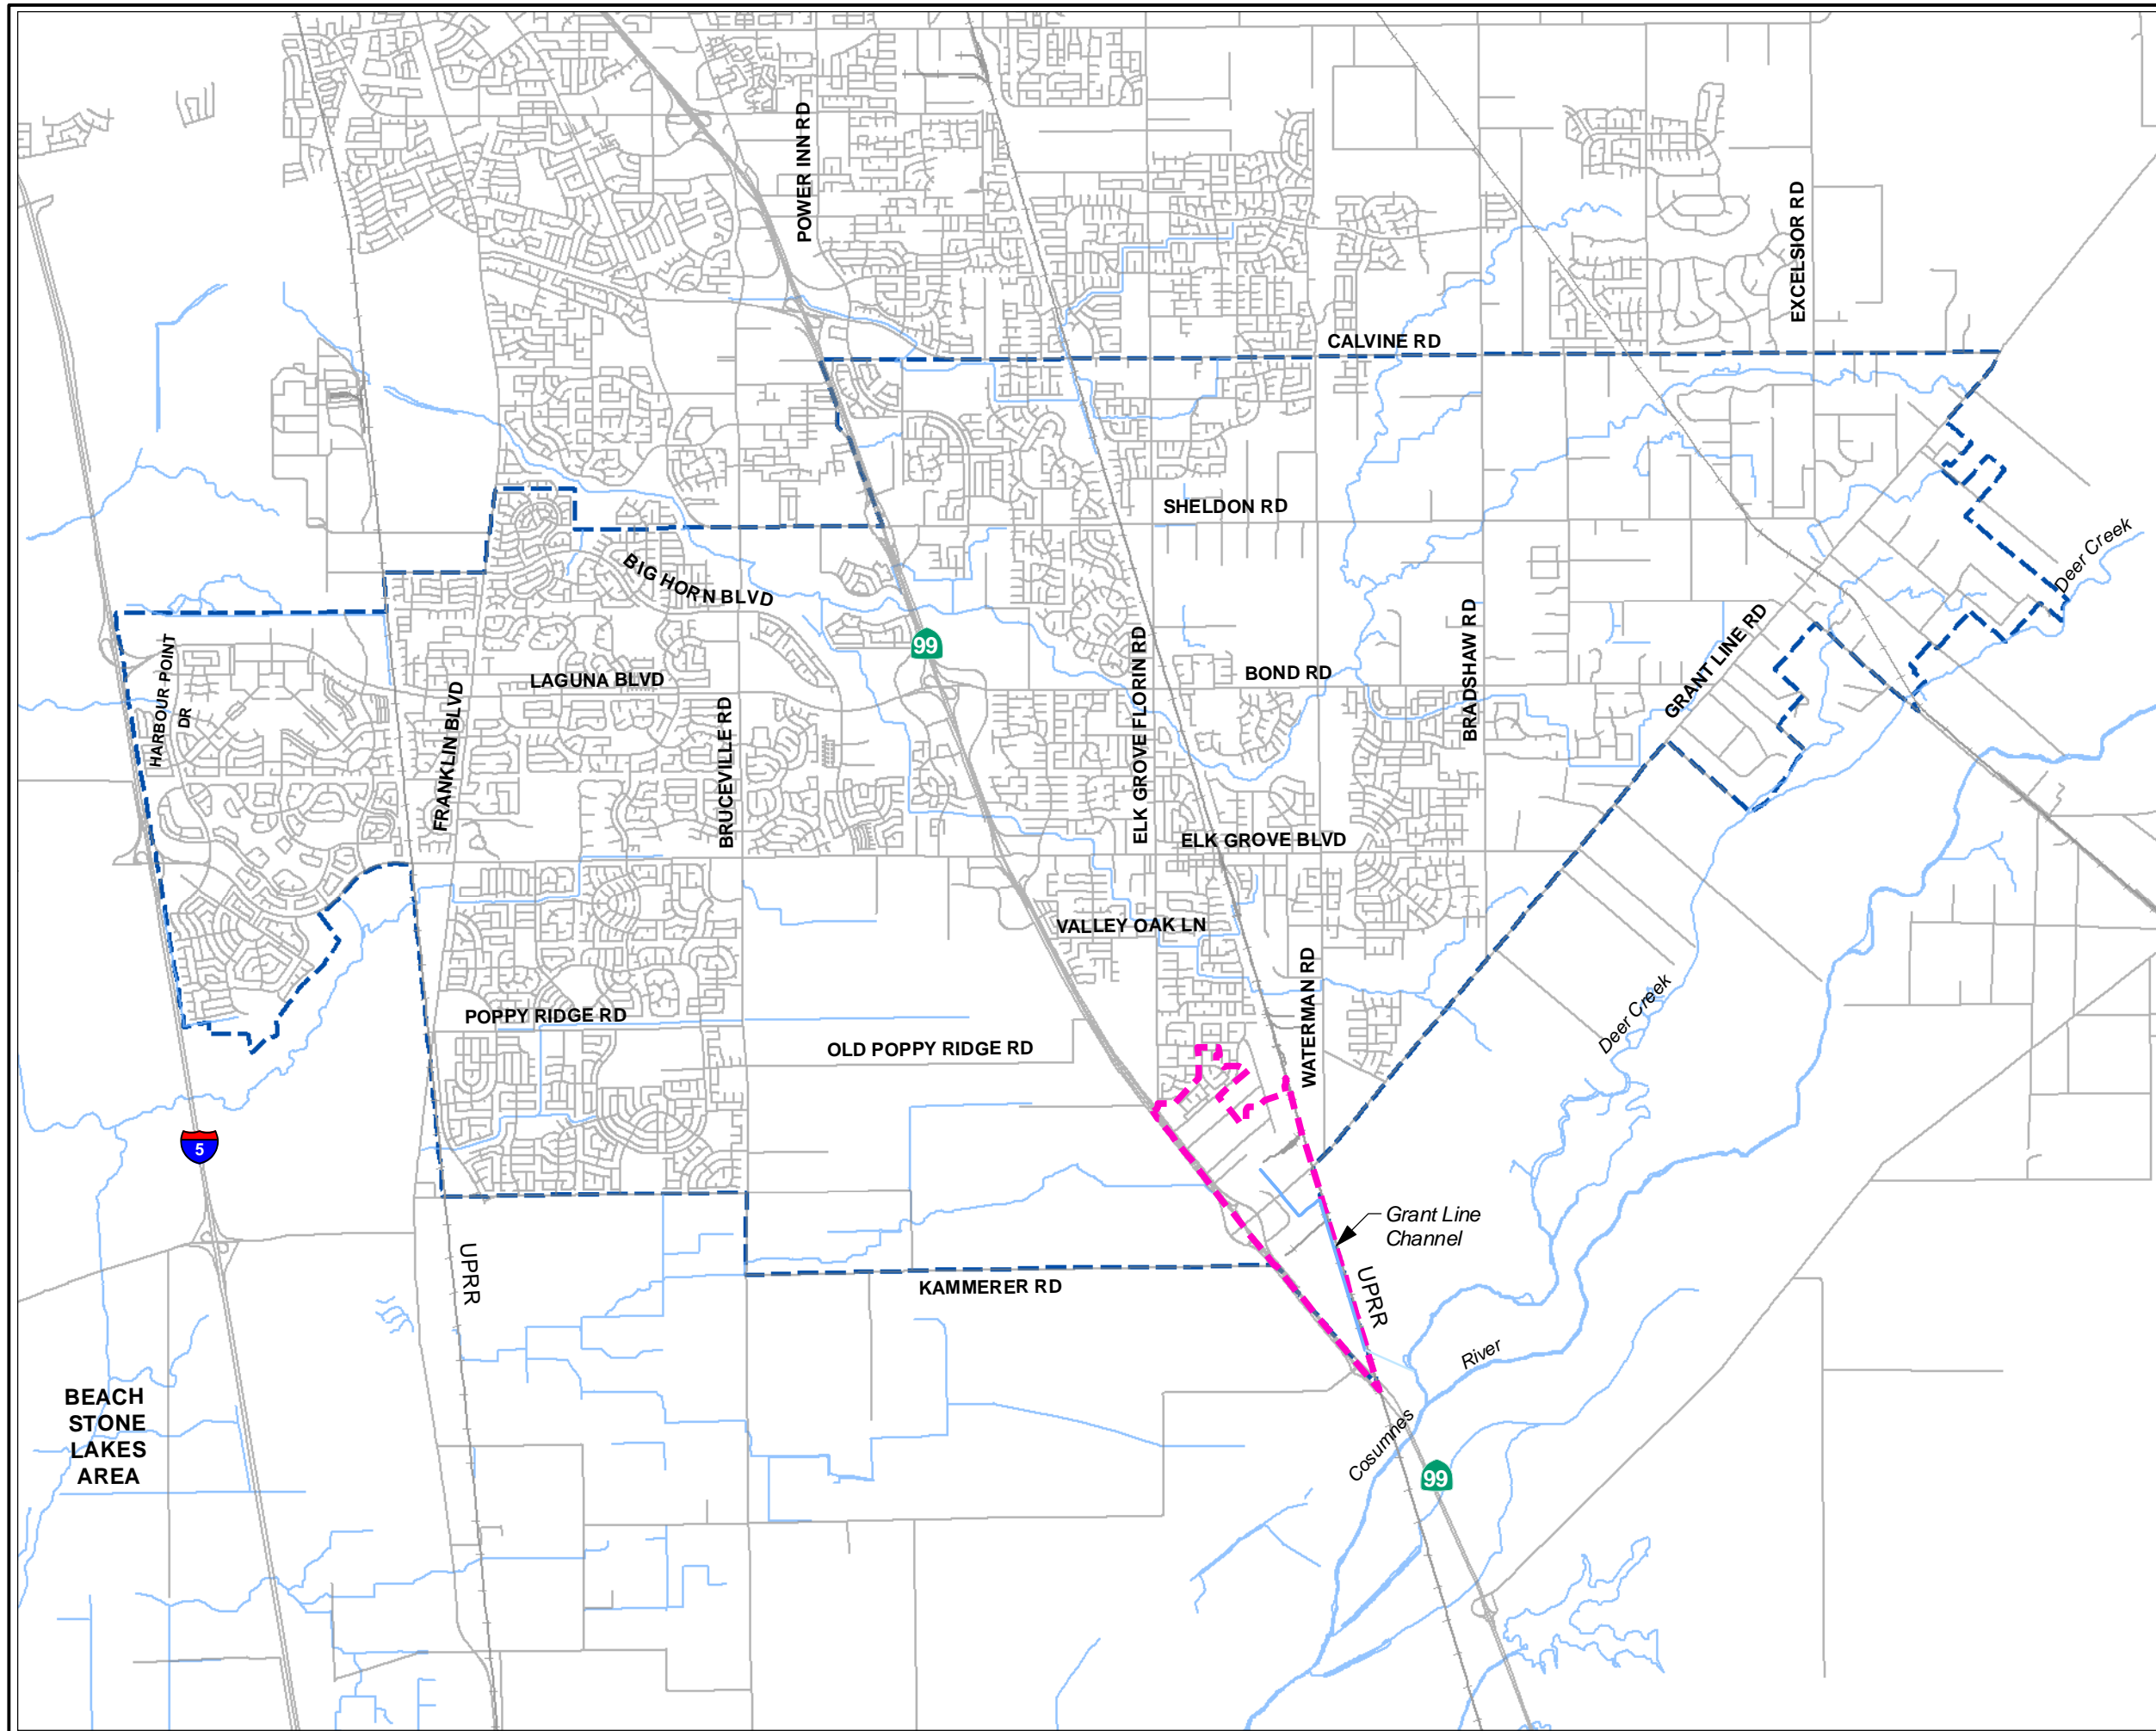 POWER INN RD
EXCELSIOR RD
CALVINE RD
SHELDON RD
Deer Creek
BIG HORN BLVD
99
HARBOUR POINT
DR
FRANKLIN BLVD
LAGUNA BLVD
BRUCEVILLE RD
ELK GROVE FLORIN RD
BOND RD
BRADSHAW RD
GRANT LINE RD
ELK GROVE BLVD
VALLEY OAK LN
WATERMAN RD
Deer Creek
POPPY RIDGE RD
OLD POPPY RIDGE RD
5
Grant Line
Channel
UPRR
UPRR
KAMMERER RD
River
Cosumnes
BEACH
STONE
LAKES
AREA
99